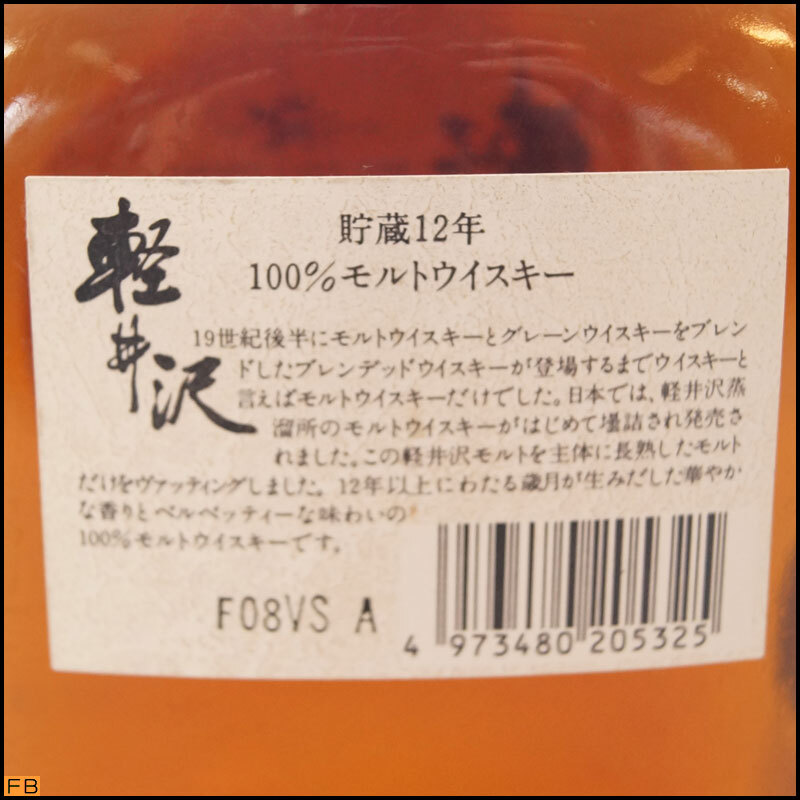 軽井沢
貯蔵12年
100%モルトウイスキー
19世紀後半にモルトウイスキーとグレーンウイスキーをブレン
ドしたブレンデッドウイスキーが登場するまでウイスキーと
言えばモルトウイスキーだけでした。日本では、軽井沢蒸
溜所のモルトウイスキーがはじめて壜詰され発売さ
れました。この軽井沢モルトを主体に長熟したモルト
だけをヴァッティングしました。12年以上にわたる歳月が生みだした華やか
な香りとベルベッティーな味わいの
100%モルトウイスキーです。
F08VS A
4 973480 205325
FB